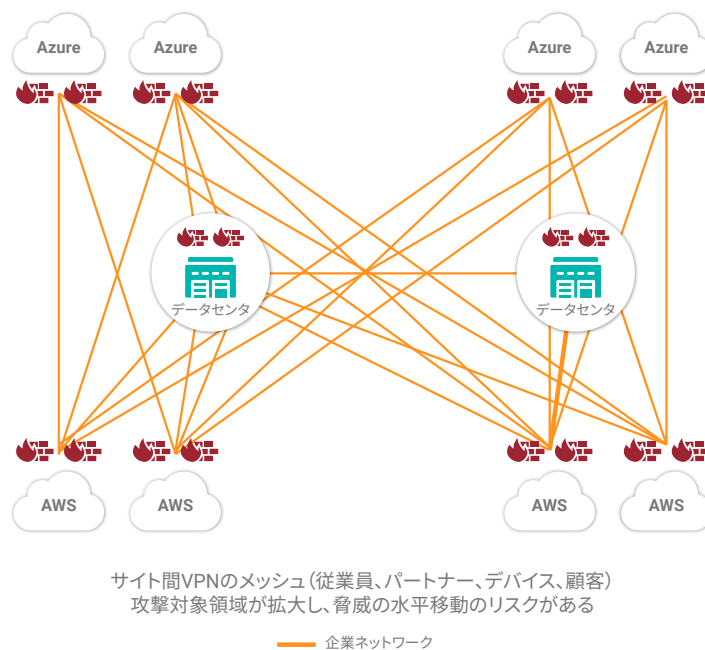 Azure
Azure
Azure
Azure
データセンタ
データセンタ
AWS
AWS
AWS
AWS
サイト間VPNのメッシュ（従業員、パートナー、デバイス、顧客）
攻撃対象領域が拡大し、脅威の水平移動のリスクがある
企業ネットワーク